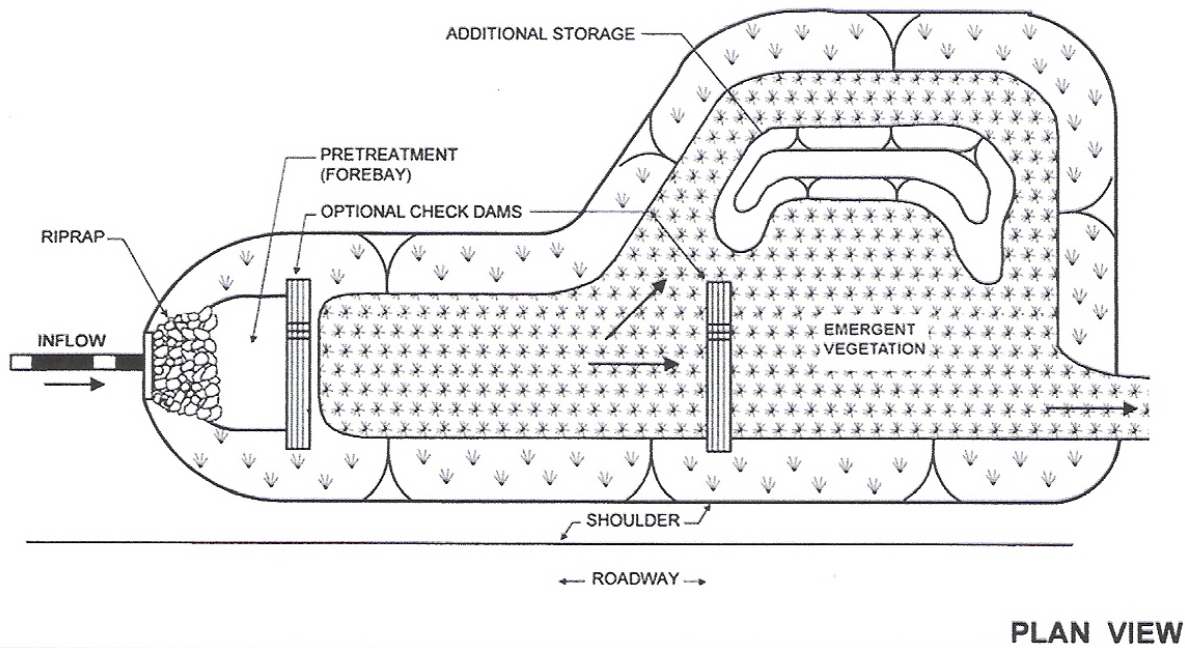 ADDITIONAL STORAGE
PRETREATMENT
(FOREBAY)
OPTIONAL CHECK DAMS
RIPRAP
INFLOW
EMERGENT
VEGETATION
SHOULDER
ROADWAY
PLAN VIEW